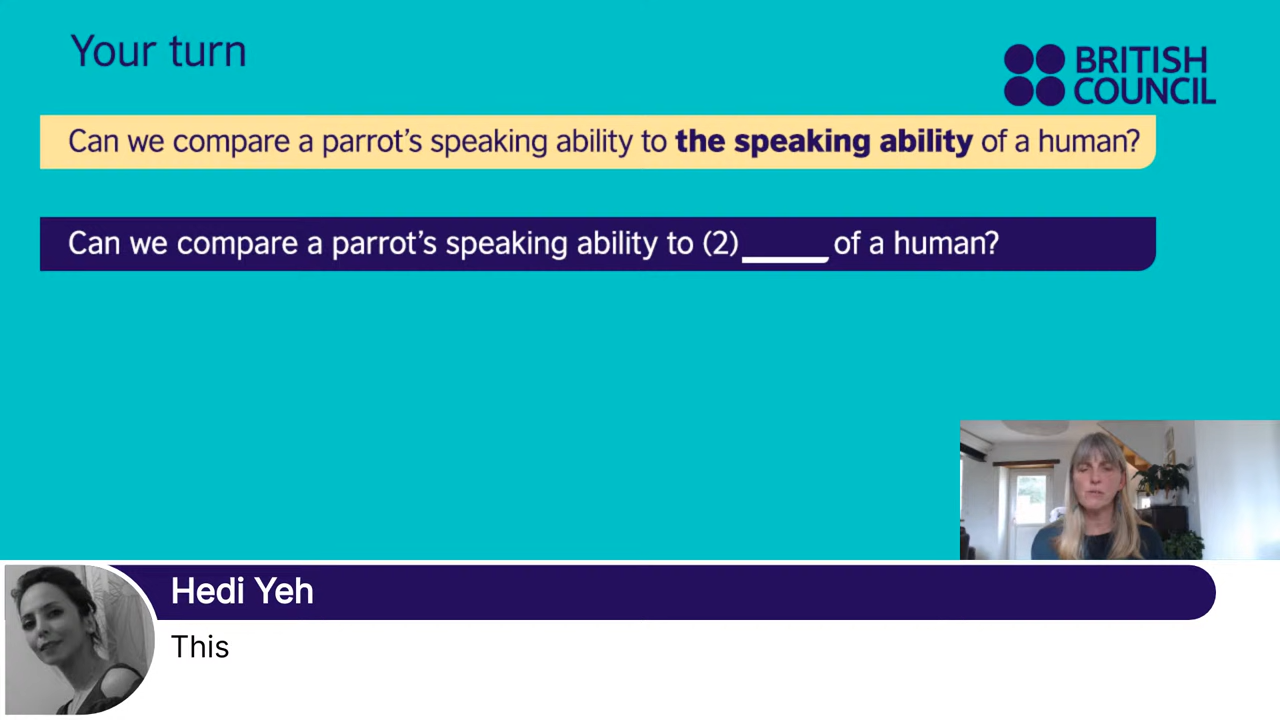 Your turn
BRITISH
COUNCIL
Can we compare a parrot’s speaking ability to the speaking ability of a human?
Can we compare a parrot’s speaking ability to (2)_____ of a human?
Hedi Yeh
This